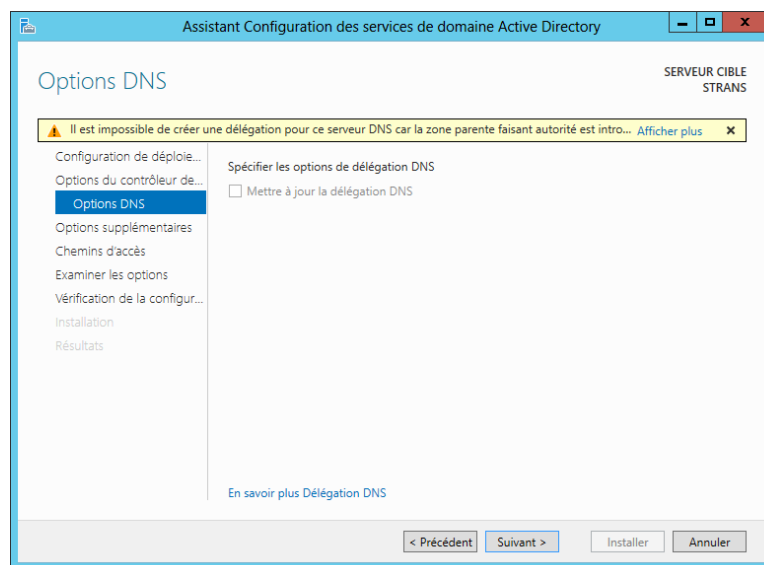 Assistant Configuration des services de domaine Active Directory
Options DNS
SERVEUR CIBLE
STRANS
Il est impossible de créer une délégation pour ce serveur DNS car la zone parente faisant autorité est intro... Afficher plus
Configuration de déploie...
Options du contrôleur de...
Options DNS
Options supplémentaires
Chemins d'accès
Examiner les options
Vérification de la configur...
Installation
Résultats
Spécifier les options de délégation DNS
Mettre à jour la délégation DNS
En savoir plus Délégation DNS
< Précédent Suivant > Installer Annuler